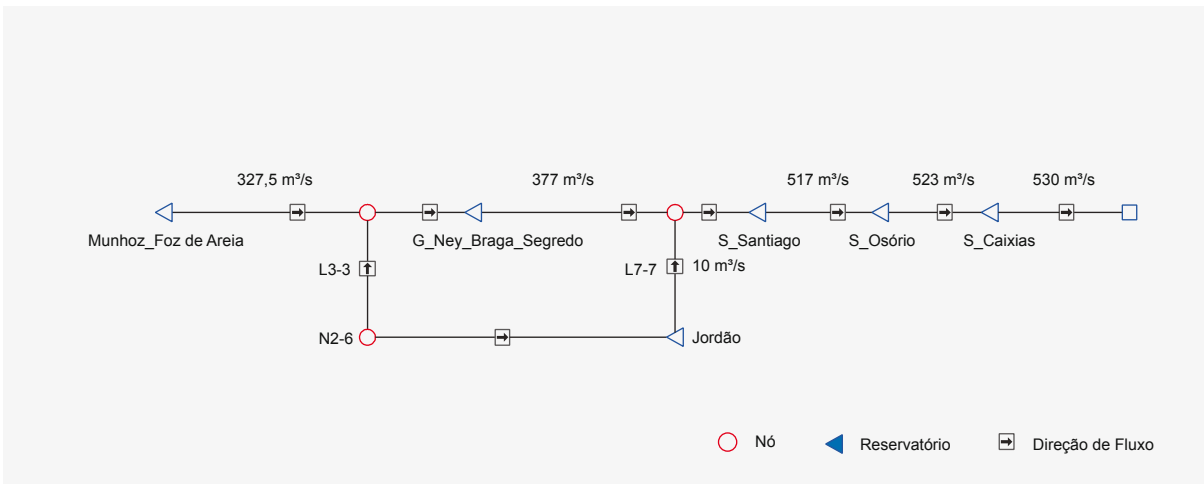 327,5 m³/s
377 m³/s
517 m³/s
523 m³/s
530 m³/s
Munhoz_Foz de Areia
G_Ney_Braga_Segredo
S_Santiago
S_Osório
S_Caixias
L3-3
L7-7
10 m³/s
N2-6
Jordão
Nó
Reservatório
Direção de Fluxo